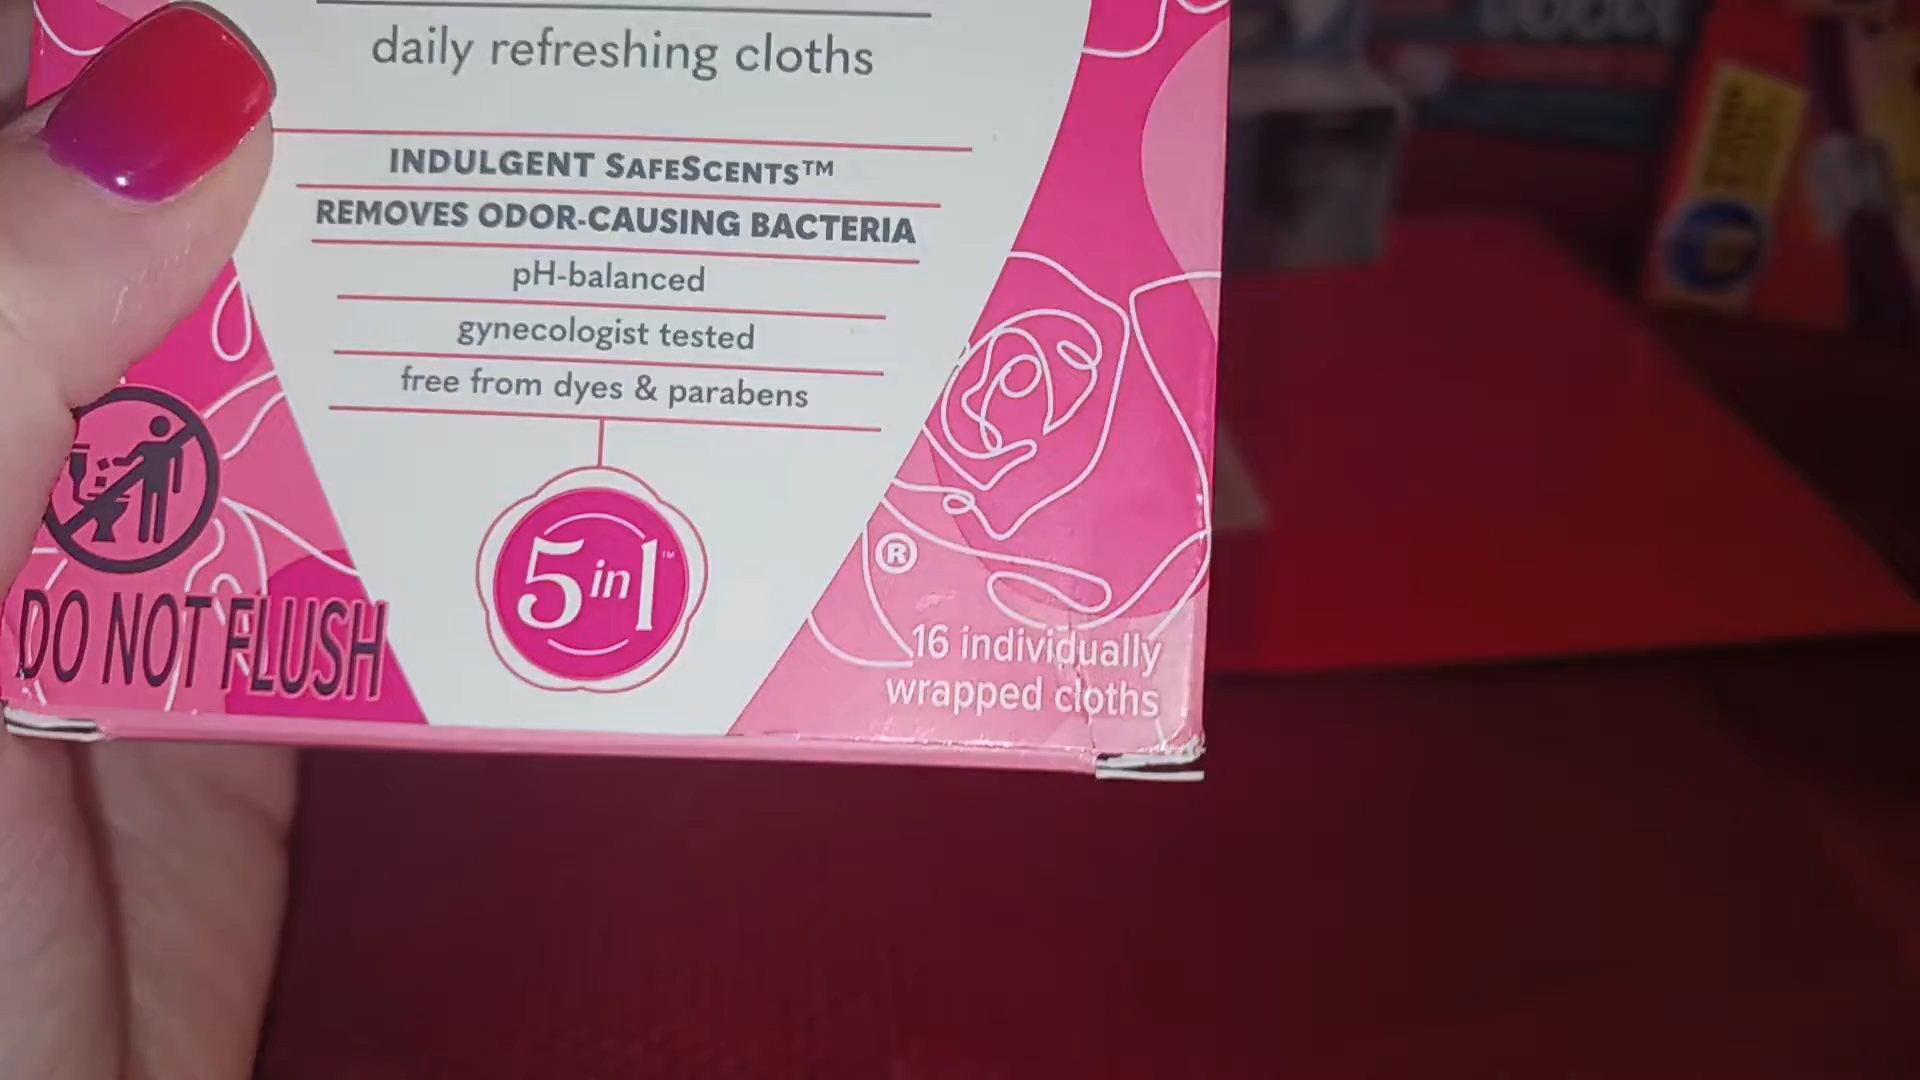 daily refreshing cloths
INDULGENT SAFESCENTS™
REMOVES ODOR-CAUSING BACTERIA
pH-balanced
gynecologist tested
free from dyes & parabens
5in1™
DO NOT FLUSH
®
16 individually
wrapped cloths